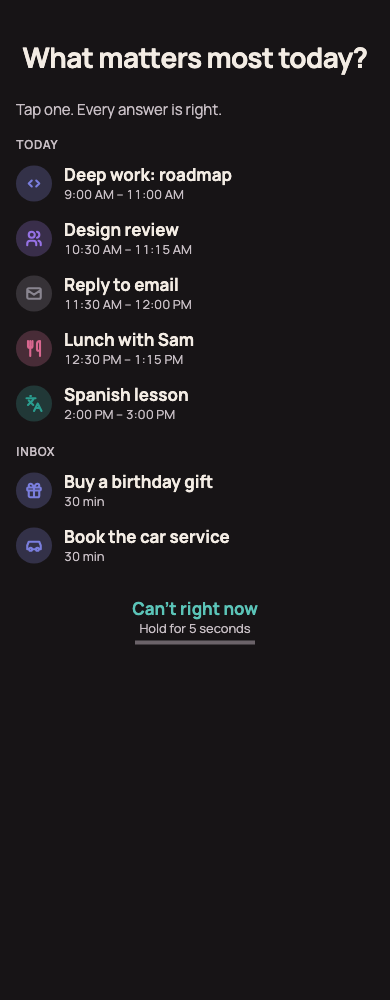 What matters most today?
Tap one. Every answer is right.
TODAY
Deep work: roadmap
9:00 AM – 11:00 AM
Design review
10:30 AM – 11:15 AM
Reply to email
11:30 AM – 12:00 PM
Lunch with Sam
12:30 PM – 1:15 PM
Spanish lesson
2:00 PM – 3:00 PM
INBOX
Buy a birthday gift
30 min
Book the car service
30 min
Can’t right now
Hold for 5 seconds